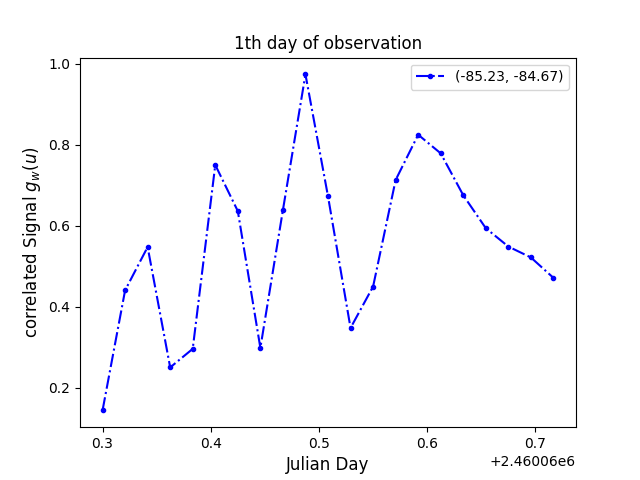 1th day of observation
(-85.23, -84.67)
correlated Signal g_w(u)
1.0
0.8
0.6
0.4
0.2
0.3 0.4 0.5 0.6 0.7
Julian Day
+2.46006e6